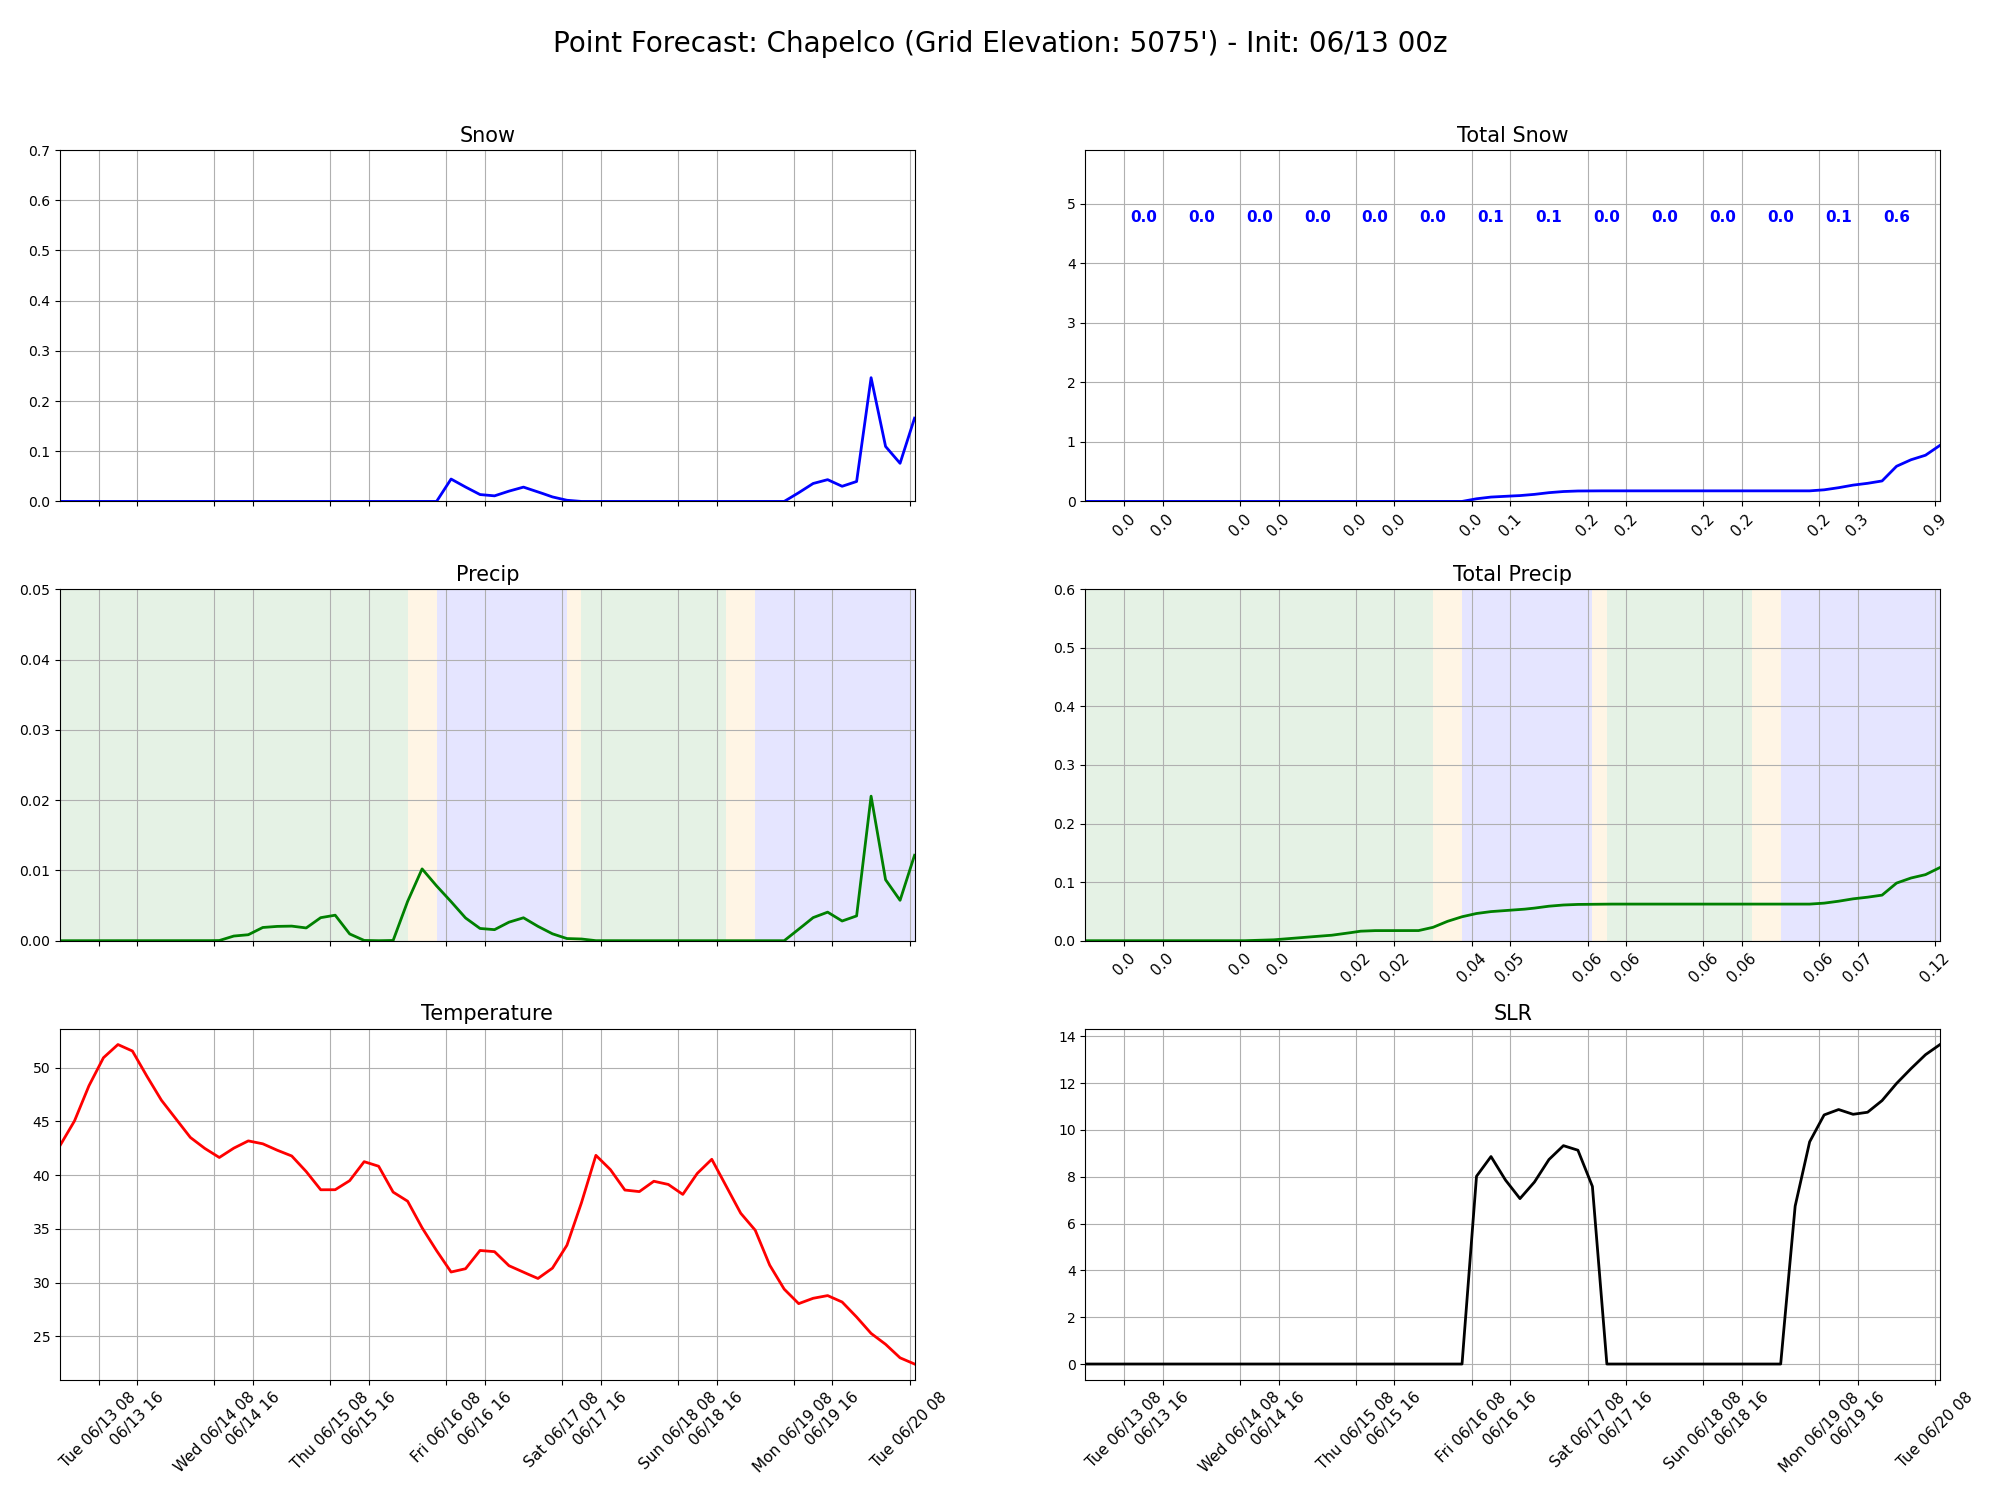 Point Forecast: Chapelco (Grid Elevation: 5075') - Init: 06/13 00z
Snow
0.7
0.6
0.5
0.4
0.3
0.2
0.1
0.0
Total Snow
5
4
3
2
1
0
0.0 0.0 0.0 0.0 0.0 0.0 0.1 0.1 0.0 0.0 0.0 0.0 0.1 0.6
0.0 0.0 0.0 0.0 0.0 0.0 0.0 0.1 0.2 0.2 0.2 0.2 0.2 0.3 0.9
Precip
0.05
0.04
0.03
0.02
0.01
0.00
Total Precip
0.6
0.5
0.4
0.3
0.2
0.1
0.0
0.0 0.0 0.0 0.0 0.02 0.02 0.04 0.05 0.06 0.06 0.06 0.06 0.06 0.07 0.12
Temperature
50
45
40
35
30
25
Tue 06/13 08
06/13 16
Wed 06/14 08
06/14 16
Thu 06/15 08
06/15 16
Fri 06/16 08
06/16 16
Sat 06/17 08
06/17 16
Sun 06/18 08
06/18 16
Mon 06/19 08
06/19 16
Tue 06/20 08
SLR
14
12
10
8
6
4
2
0
Tue 06/13 08
06/13 16
Wed 06/14 08
06/14 16
Thu 06/15 08
06/15 16
Fri 06/16 08
06/16 16
Sat 06/17 08
06/17 16
Sun 06/18 08
06/18 16
Mon 06/19 08
06/19 16
Tue 06/20 08